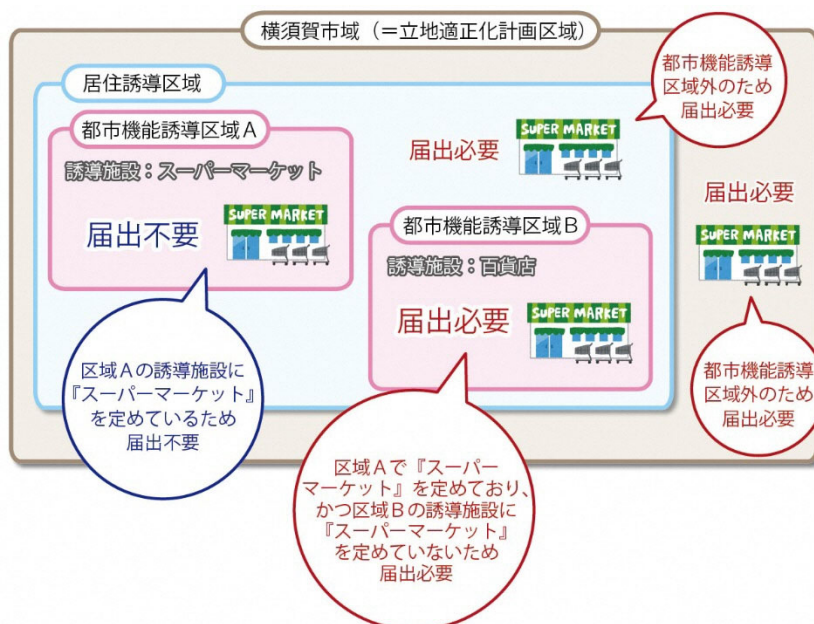 横須賀市域（＝立地適正化計画区域）
居住誘導区域
都市機能誘導区域A
誘導施設：スーパーマーケット
届出不要
SUPER MARKET
区域Aの誘導施設に
『スーパーマーケット』
を定めているため
届出不要
届出必要
SUPER MARKET
都市機能誘導
区域外のため
届出必要
都市機能誘導区域B
誘導施設：百貨店
届出必要
SUPER MARKET
区域Aで『スーパー
マーケット』を定めており、
かつ区域Bの誘導施設に
『スーパーマーケット』
を定めていないため
届出必要
届出必要
SUPER MARKET
都市機能誘導
区域外のため
届出必要